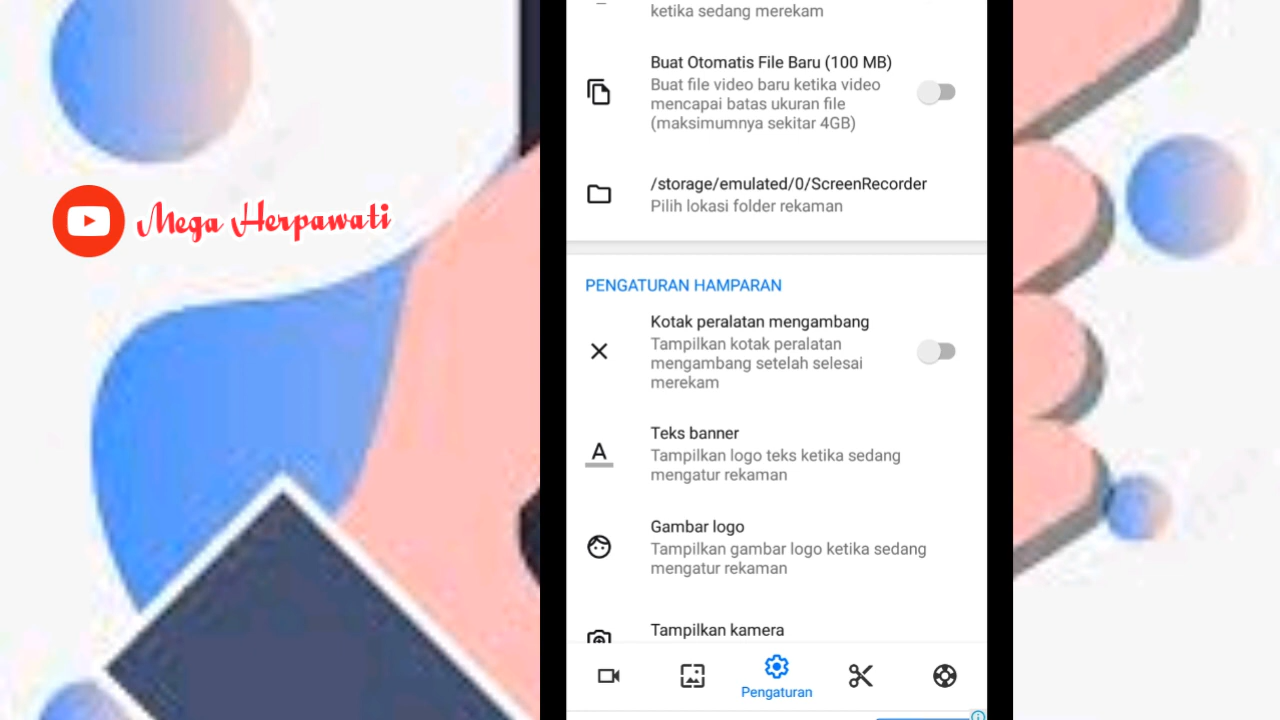 Mega Herpawati
ketika sedang merekam
Buat Otomatis File Baru (100 MB)
Buat file video baru ketika video
mencapai batas ukuran file
(maksimumnya sekitar 4GB)
/storage/emulated/0/ScreenRecorder
Pilih lokasi folder rekaman
PENGATURAN HAMPARAN
Kotak peralatan mengambang
Tampilkan kotak peralatan
mengambang setelah selesai
merekam
Teks banner
Tampilkan logo teks ketika sedang
mengatur rekaman
Gambar logo
Tampilkan gambar logo ketika sedang
mengatur rekaman
Tampilkan kamera
Pengaturan